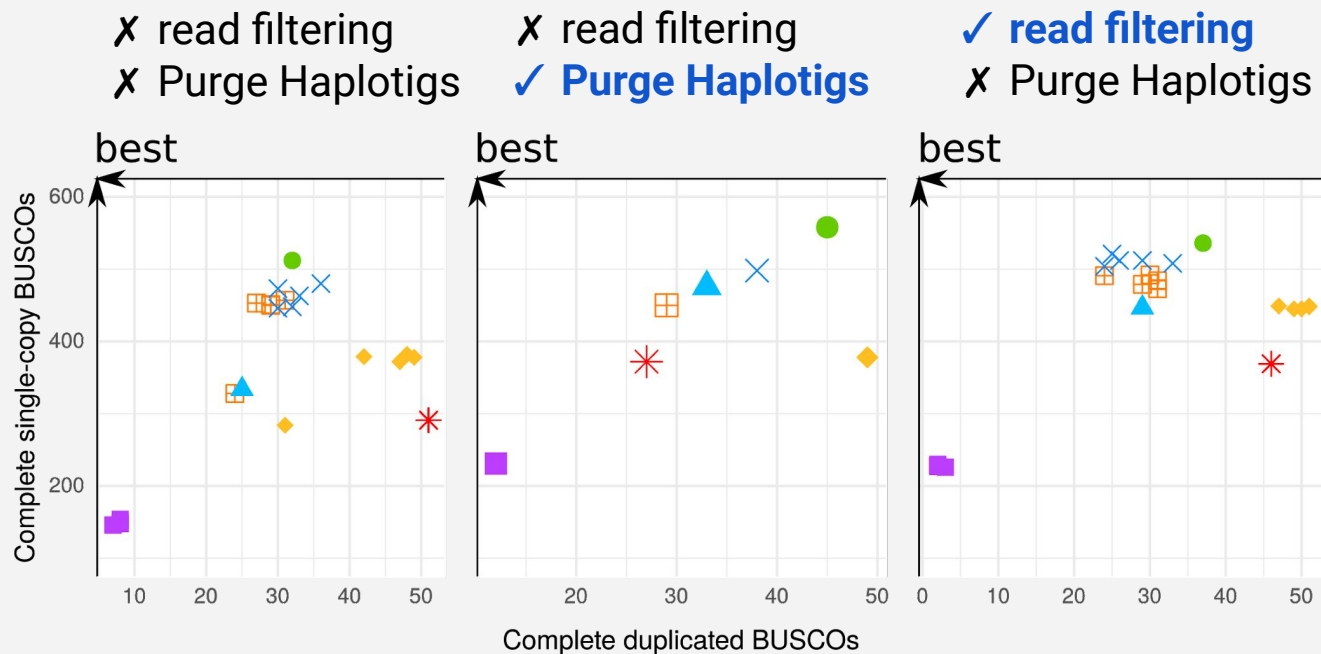 ✗ read filtering
✗ Purge Haplotigs
✗ read filtering
✓ Purge Haplotigs
✓ read filtering
✗ Purge Haplotigs
best
best
best
Complete single-copy BUSCOs
600
400
200
10 20 30 40 50
20 30 40 50
0 10 20 30 40 50
Complete duplicated BUSCOs